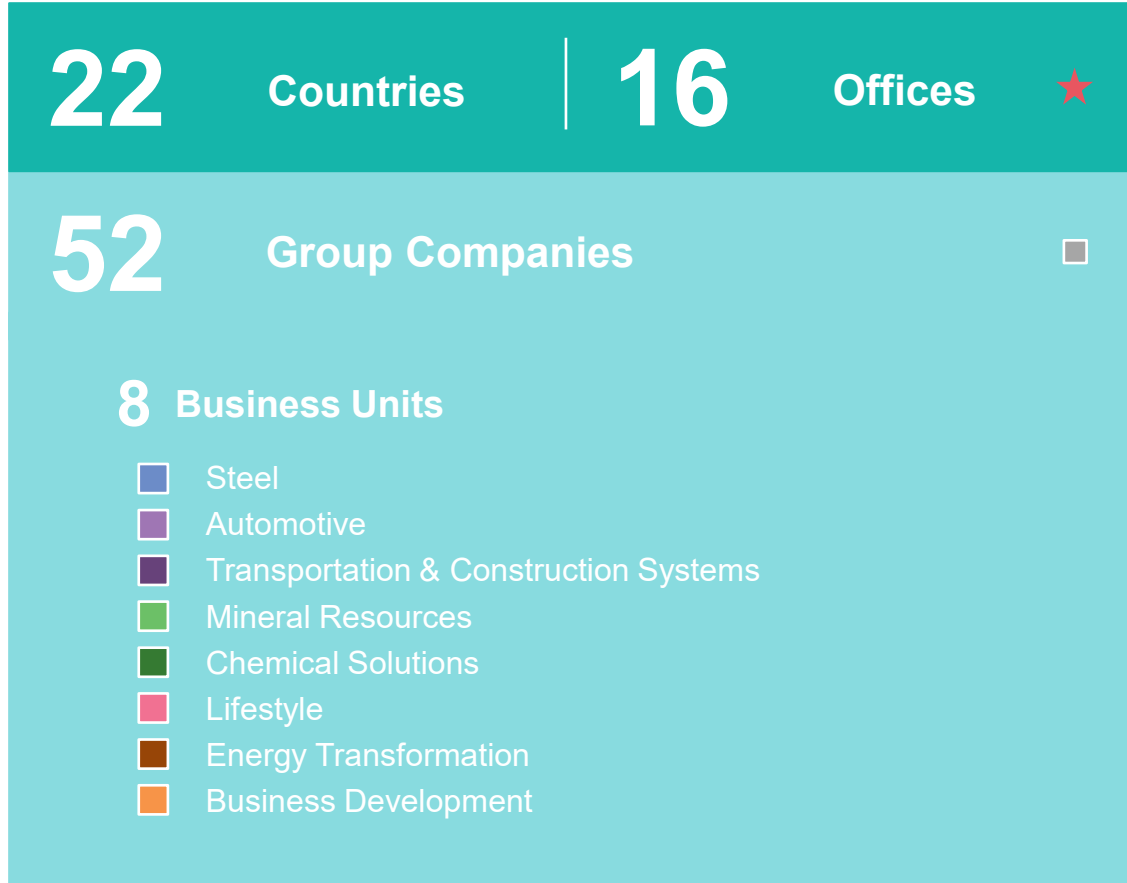 22 Countries 16 Offices
52 Group Companies
8 Business Units
Steel
Automotive
Transportation & Construction Systems
Mineral Resources
Chemical Solutions
Lifestyle
Energy Transformation
Business Development